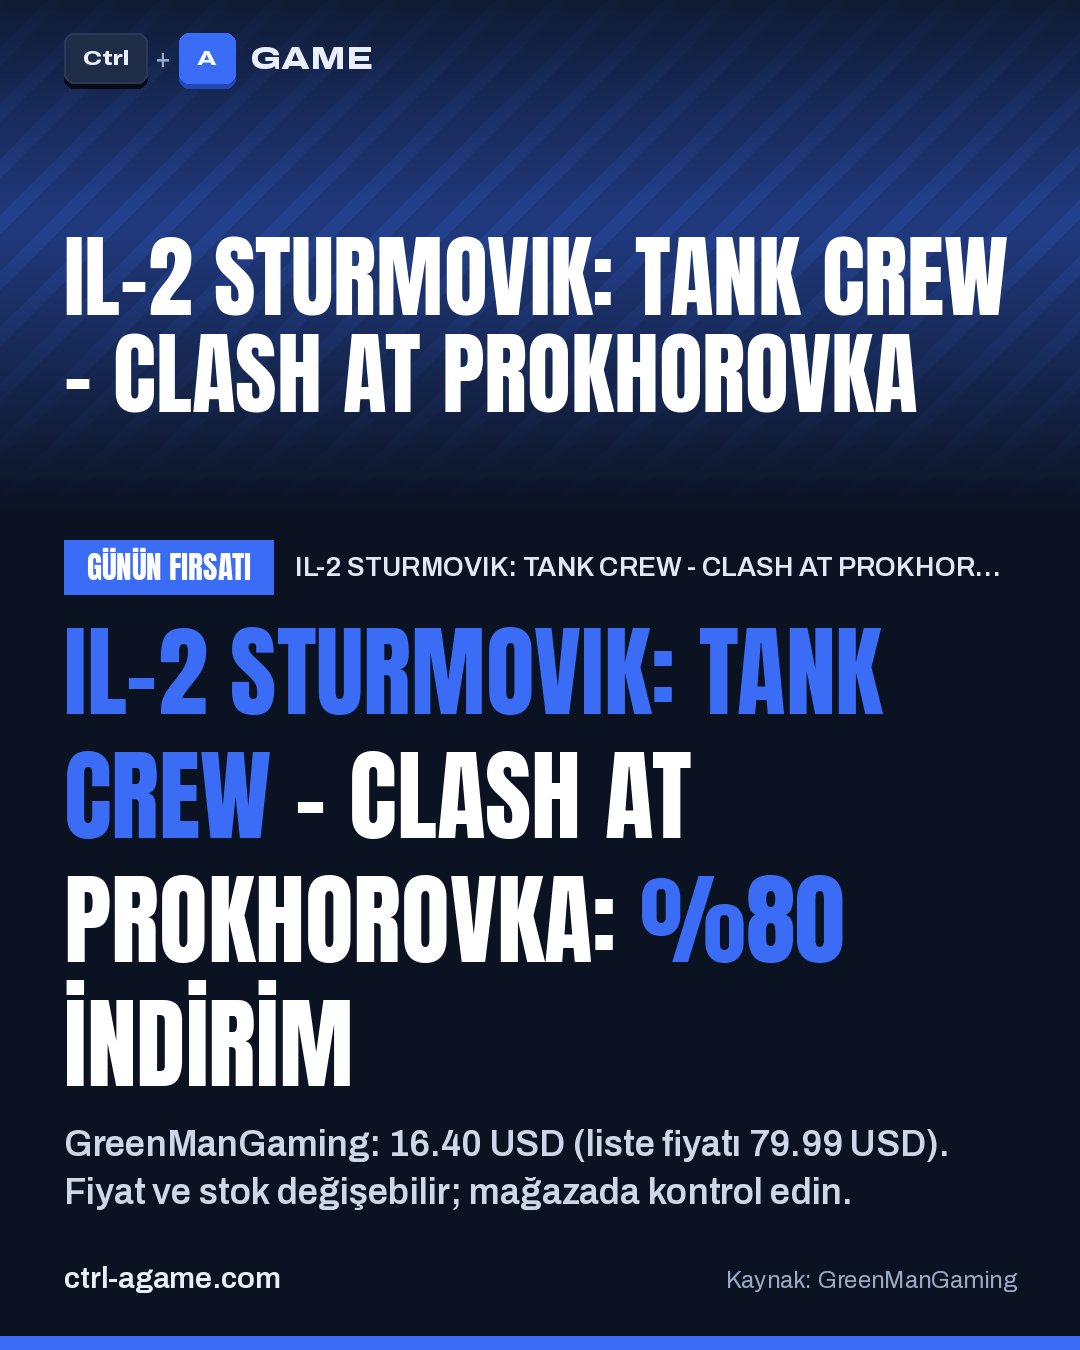 Ctrl + A GAME
IL-2 STURMOVIK: TANK CREW
- CLASH AT PROKHOROVKA
GÜNÜN FIRSATI IL-2 STURMOVIK: TANK CREW - CLASH AT PROKHOR...
IL-2 STURMOVIK: TANK
CREW - CLASH AT
PROKHOROVKA: %80
İNDİRİM
GreenManGaming: 16.40 USD (liste fiyatı 79.99 USD).
Fiyat ve stok değişebilir; mağazada kontrol edin.
ctrl-agame.com Kaynak: GreenManGaming